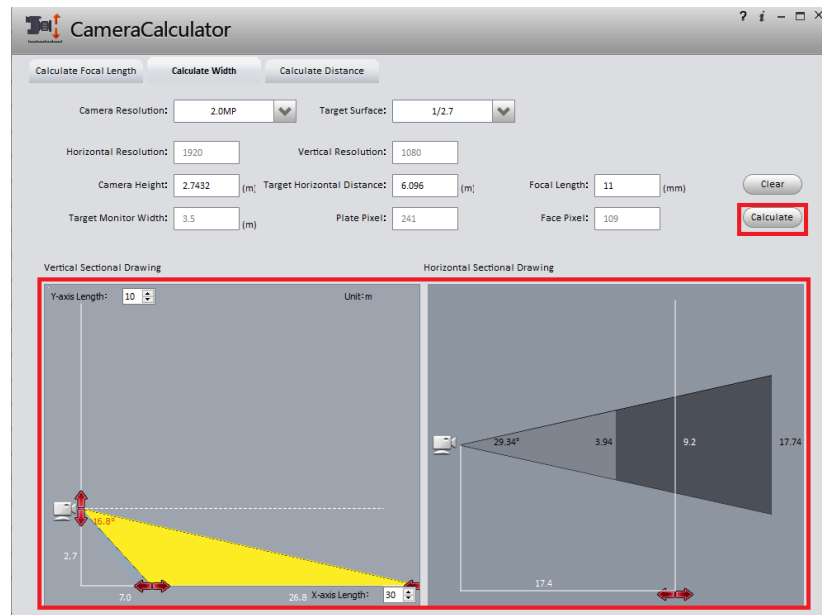 ? i – □ ×
CameraCalculator
Calculate Focal Length Calculate Width Calculate Distance
Camera Resolution: 2.0MP Target Surface: 1/2.7
Horizontal Resolution: 1920 Vertical Resolution: 1080
Camera Height: 2.7432 (m) Target Horizontal Distance: 6.096 (m) Focal Length: 11 (mm) Clear
Target Monitor Width: 3.5 (m) Plate Pixel: 241 Face Pixel: 109 Calculate
Vertical Sectional Drawing Horizontal Sectional Drawing
Y-axis Length: 10 Unit:m
29.34° 3.94 9.2 17.74
16.8°
2.7
17.4
7.0 26.8 X-axis Length: 30